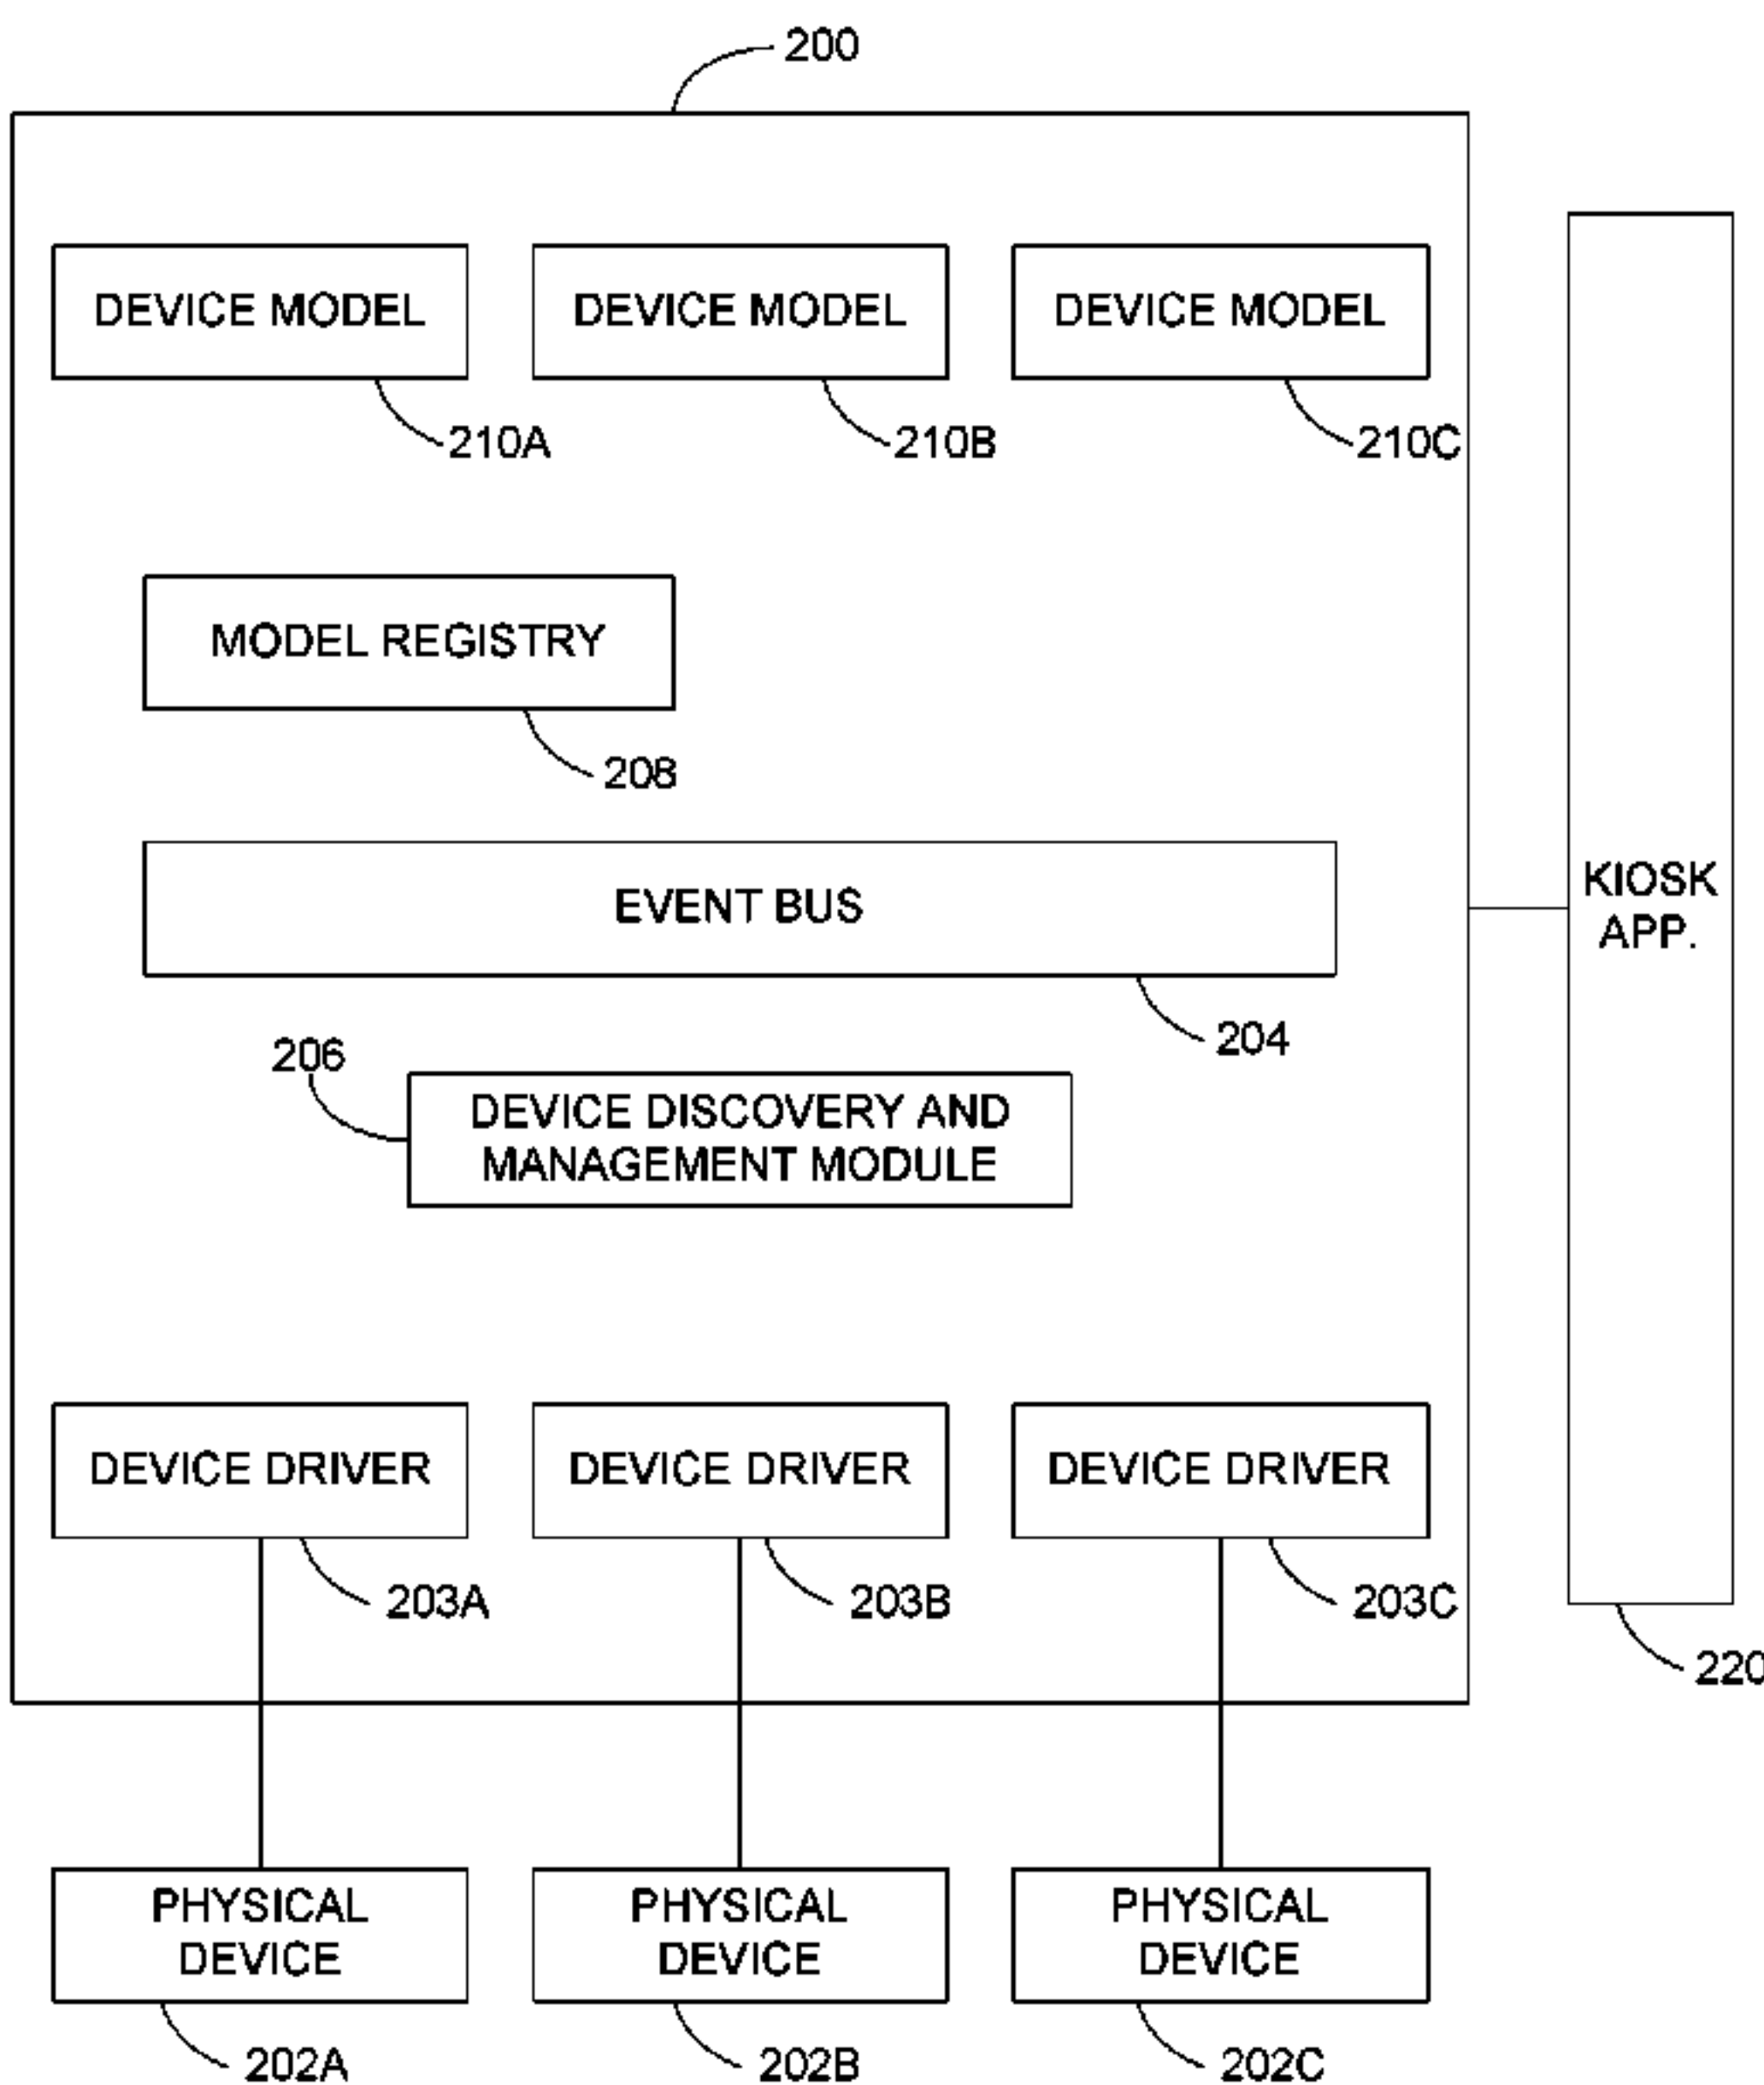 200
DEVICE MODEL
DEVICE MODEL
DEVICE MODEL
210A
210B
210C
MODEL REGISTRY
208
EVENT BUS
KIOSK
APP.
204
206
DEVICE DISCOVERY AND
MANAGEMENT MODULE
DEVICE DRIVER
DEVICE DRIVER
DEVICE DRIVER
203A
203B
203C
220
PHYSICAL
DEVICE
PHYSICAL
DEVICE
PHYSICAL
DEVICE
202A
202B
202C